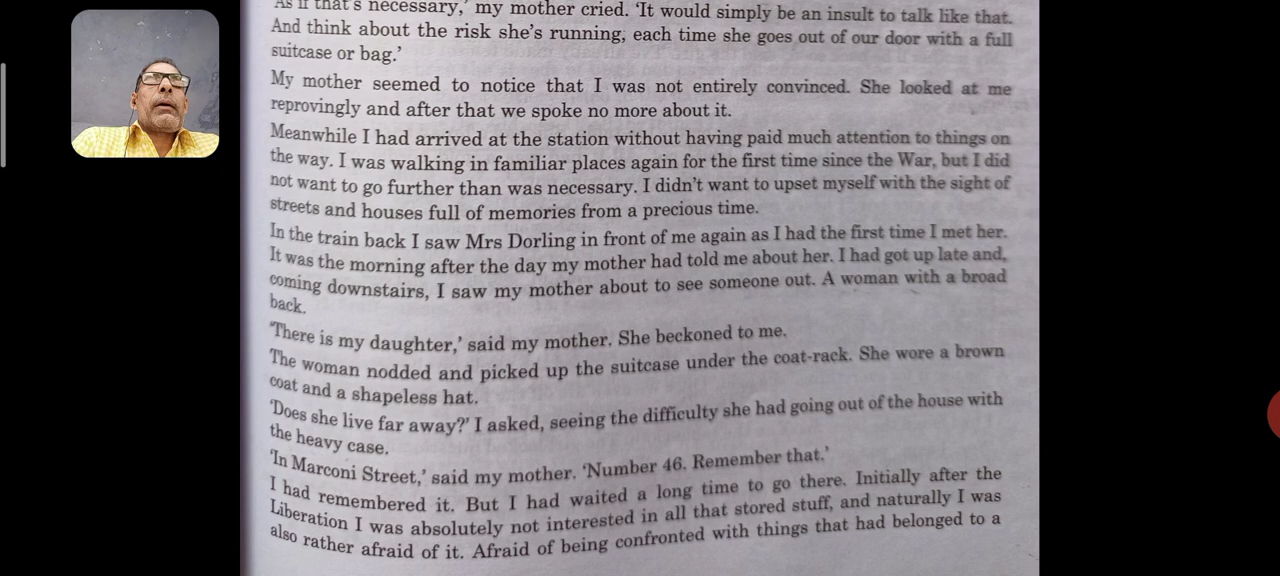 As if that's necessary,' my mother cried. 'It would simply be an insult to talk like that.
And think about the risk she's running, each time she goes out of our door with a full
suitcase or bag.'
My mother seemed to notice that I was not entirely convinced. She looked at me
reprovingly and after that we spoke no more about it.
Meanwhile I had arrived at the station without having paid much attention to things on
the way. I was walking in familiar places again for the first time since the War, but I did
not want to go further than was necessary. I didn't want to upset myself with the sight of
streets and houses full of memories from a precious time.
In the train back I saw Mrs Dorling in front of me again as I had the first time I met her.
It was the morning after the day my mother had told me about her. I had got up late and,
coming downstairs, I saw my mother about to see someone out. A woman with a broad
back.
'There is my daughter,' said my mother. She beckoned to me.
The woman nodded and picked up the suitcase under the coat-rack. She wore a brown
coat and a shapeless hat.
'Does she live far away?' I asked, seeing the difficulty she had going out of the house with
the heavy case.
'In Marconi Street,' said my mother. 'Number 46. Remember that.'
I had remembered it. But I had waited a long time to go there. Initially after the
Liberation I was absolutely not interested in all that stored stuff, and naturally I was
also rather afraid of it. Afraid of being confronted with things that had belonged to a